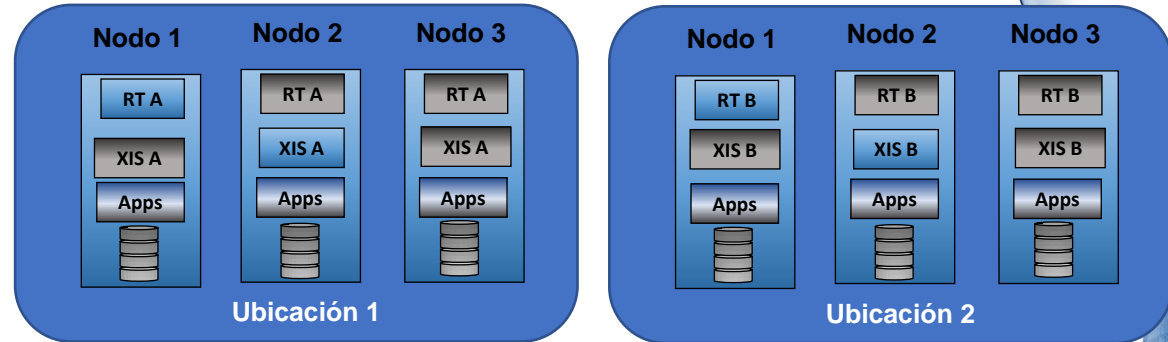 Nodo 1
Nodo 2
Nodo 3
RT A
RT A
RT A
XIS A
XIS A
XIS A
Apps
Apps
Apps
Ubicación 1
Nodo 1
Nodo 2
Nodo 3
RT B
RT B
RT B
XIS B
XIS B
XIS B
Apps
Apps
Apps
Ubicación 2